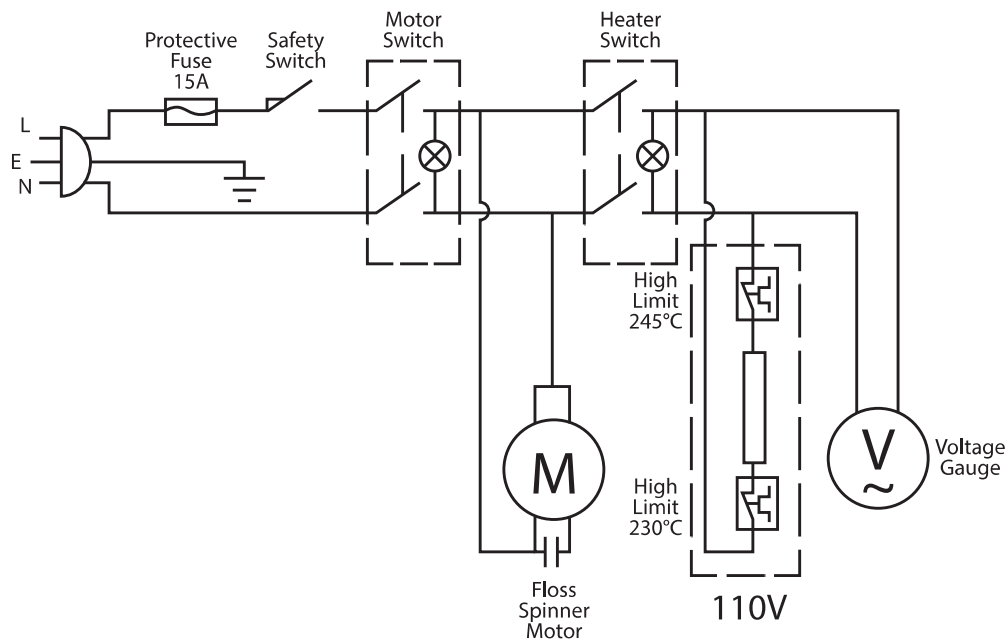 Protective
Fuse
15A
Safety
Switch
Motor
Switch
Heater
Switch
L
E
N
High
Limit
245°C
M
V
~
Voltage
Gauge
High
Limit
230°C
Floss
Spinner
Motor
110V